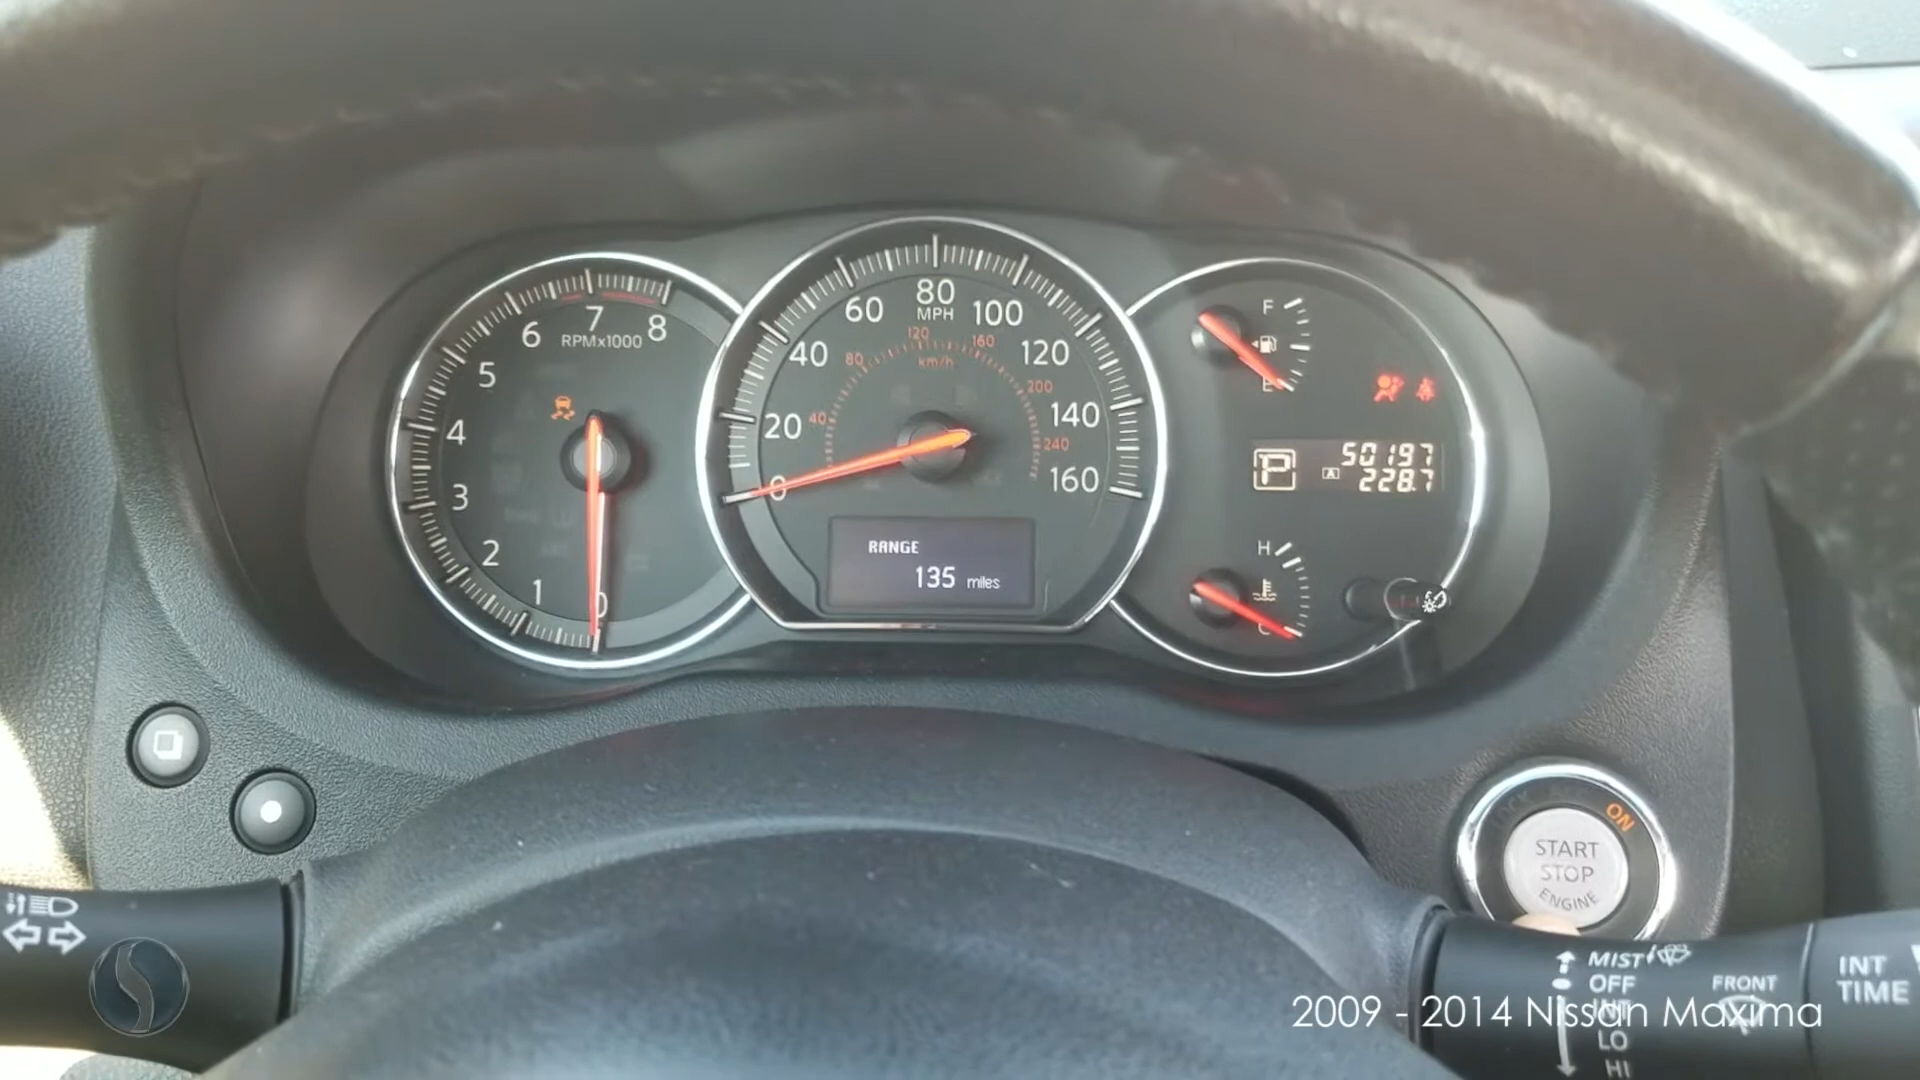 6 7 8
RPMx1000
5
4
3
2
1
0
60 80 100
MPH
40 120
20 140
0 160
120 160
80 km/h 200
40 240
RANGE
135 miles
F
E
H
C
P A 50197
228.7
ON
START
STOP
ENGINE
MIST
OFF
INT
LO
HI
FRONT
INT
TIME
2009 - 2014 Nissan Maxima